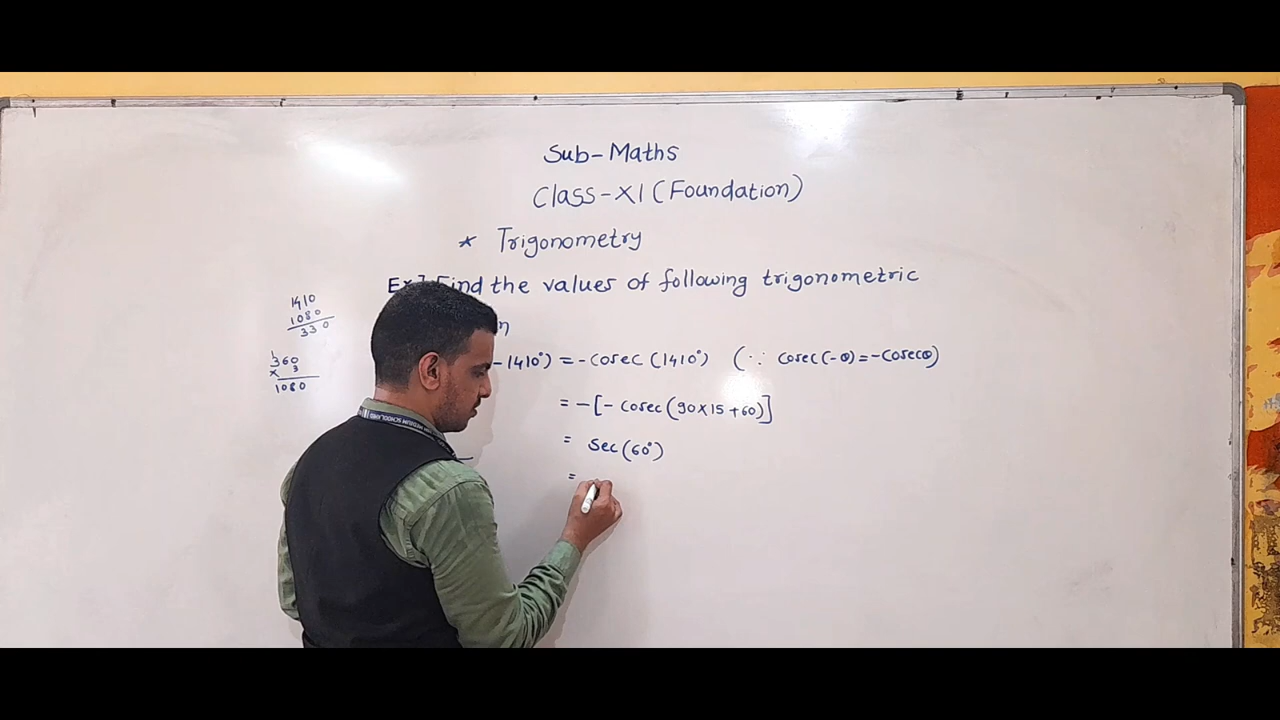 Sub-Maths
Class-XI (Foundation)
* Trigonometry
Find the values of following trigonometric
1410
1080
330
360
× 3
1080
-1410°) = -Cosec (1410°) (∵ Cosec(-θ)=-Cosecθ)
= -[- Cosec (90×15+60)]
= Sec(60°)
=